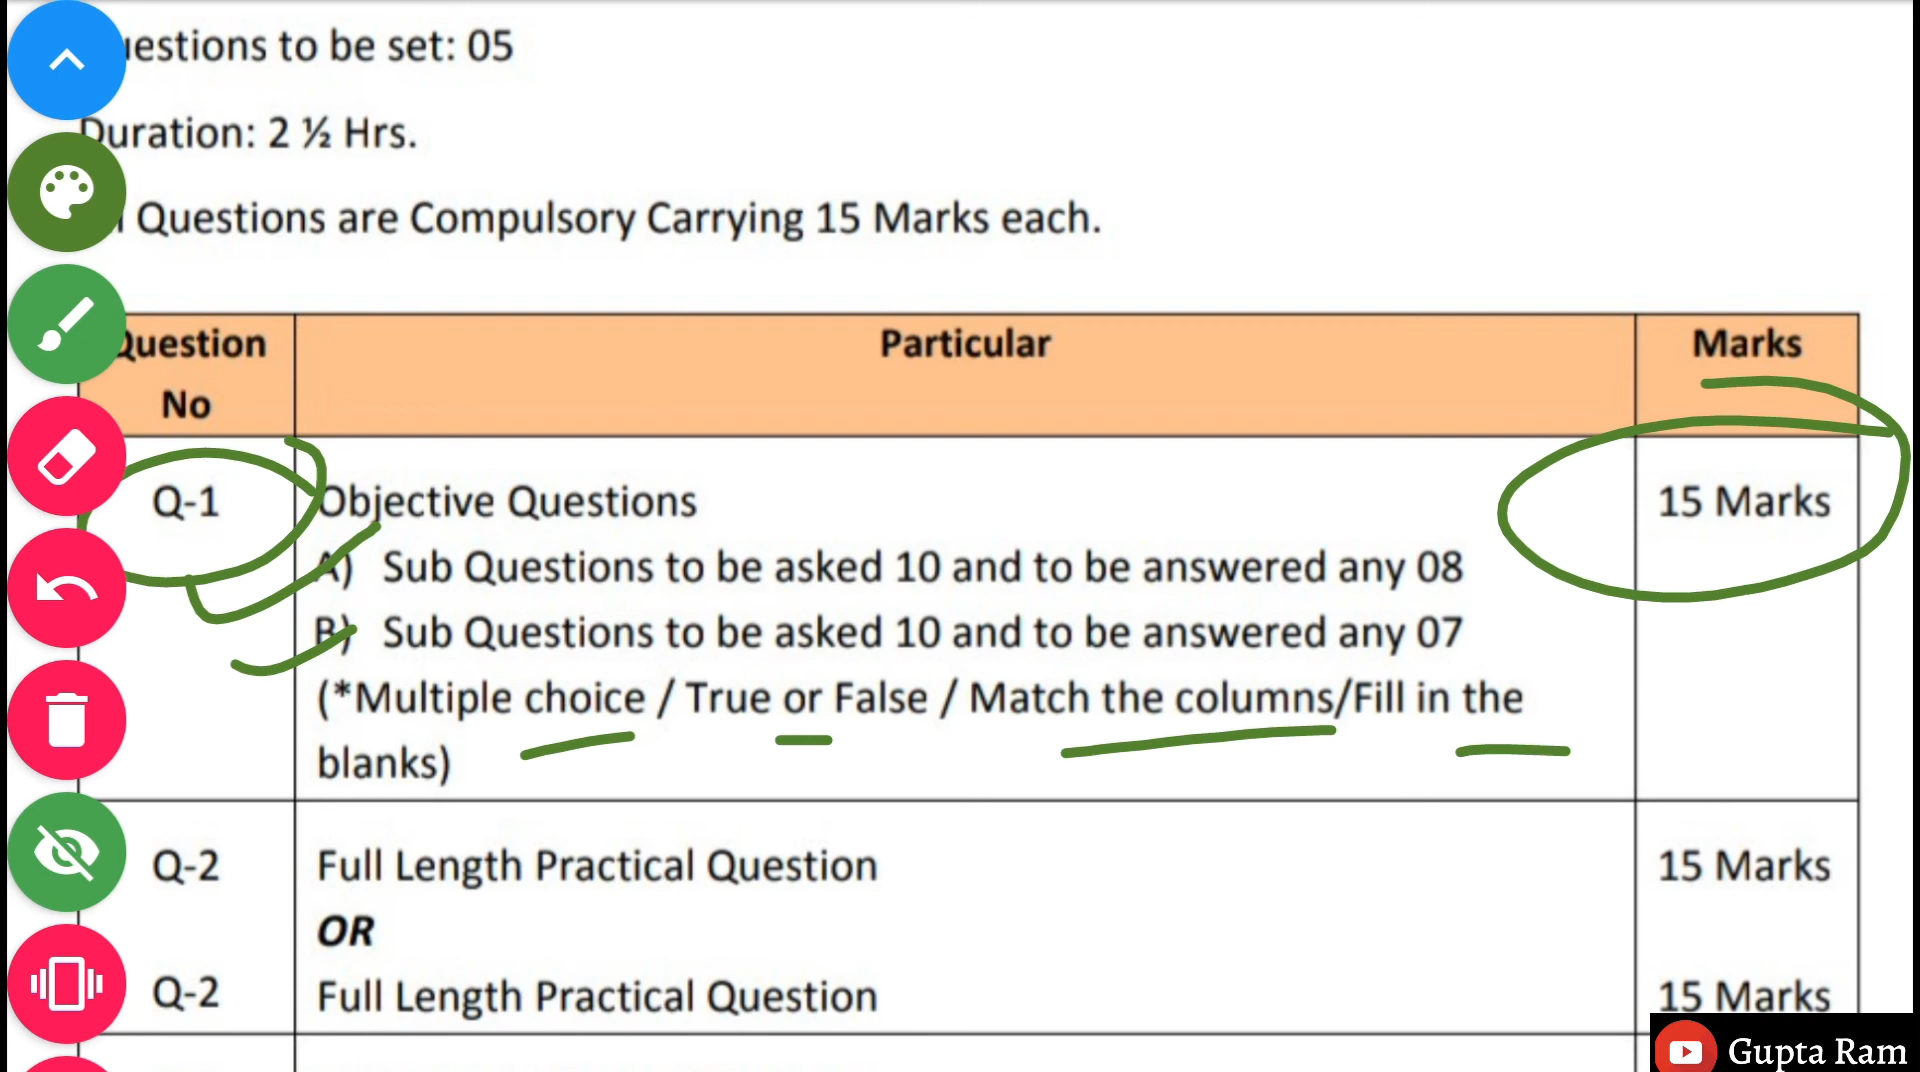 uestions to be set: 05
Duration: 2 ½ Hrs.
Questions are Compulsory Carrying 15 Marks each.
Question No
Particular
Marks
Q-1
Objective Questions
15 Marks
A) Sub Questions to be asked 10 and to be answered any 08
B) Sub Questions to be asked 10 and to be answered any 07
(*Multiple choice / True or False / Match the columns/Fill in the
blanks)
Q-2
Full Length Practical Question
15 Marks
OR
Q-2
Full Length Practical Question
15 Marks
Gupta Ram